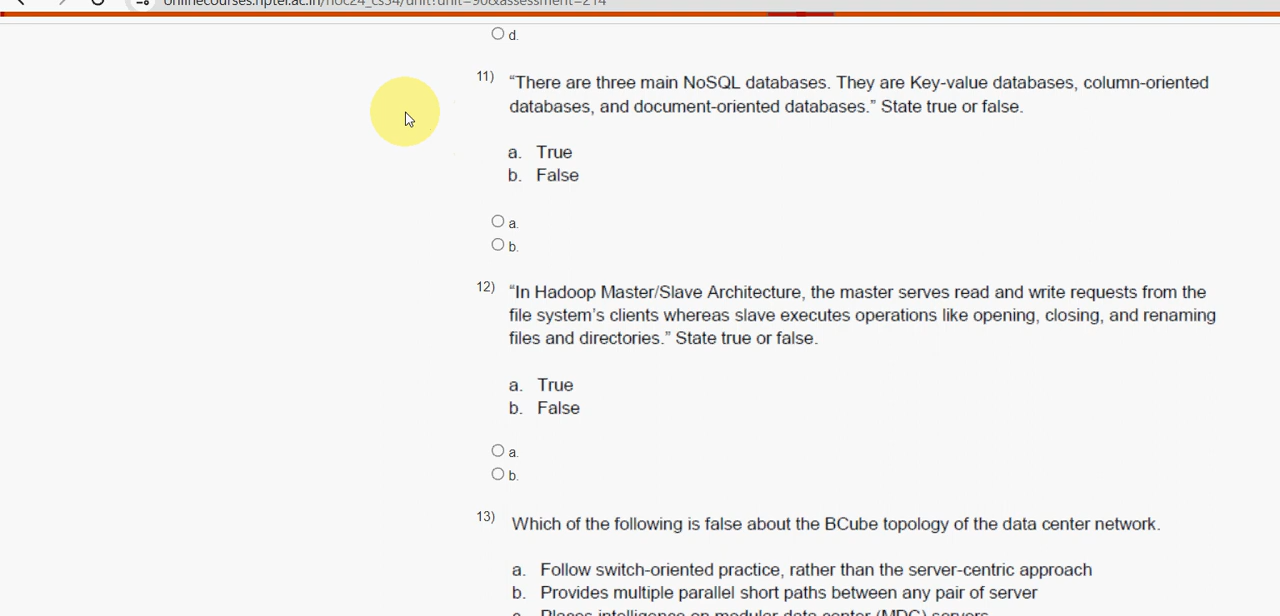 d.
11) “There are three main NoSQL databases. They are Key-value databases, column-oriented
databases, and document-oriented databases.” State true or false.
a. True
b. False
a.
b.
12) “In Hadoop Master/Slave Architecture, the master serves read and write requests from the
file system’s clients whereas slave executes operations like opening, closing, and renaming
files and directories.” State true or false.
a. True
b. False
a.
b.
13) Which of the following is false about the BCube topology of the data center network.
a. Follow switch-oriented practice, rather than the server-centric approach
b. Provides multiple parallel short paths between any pair of server